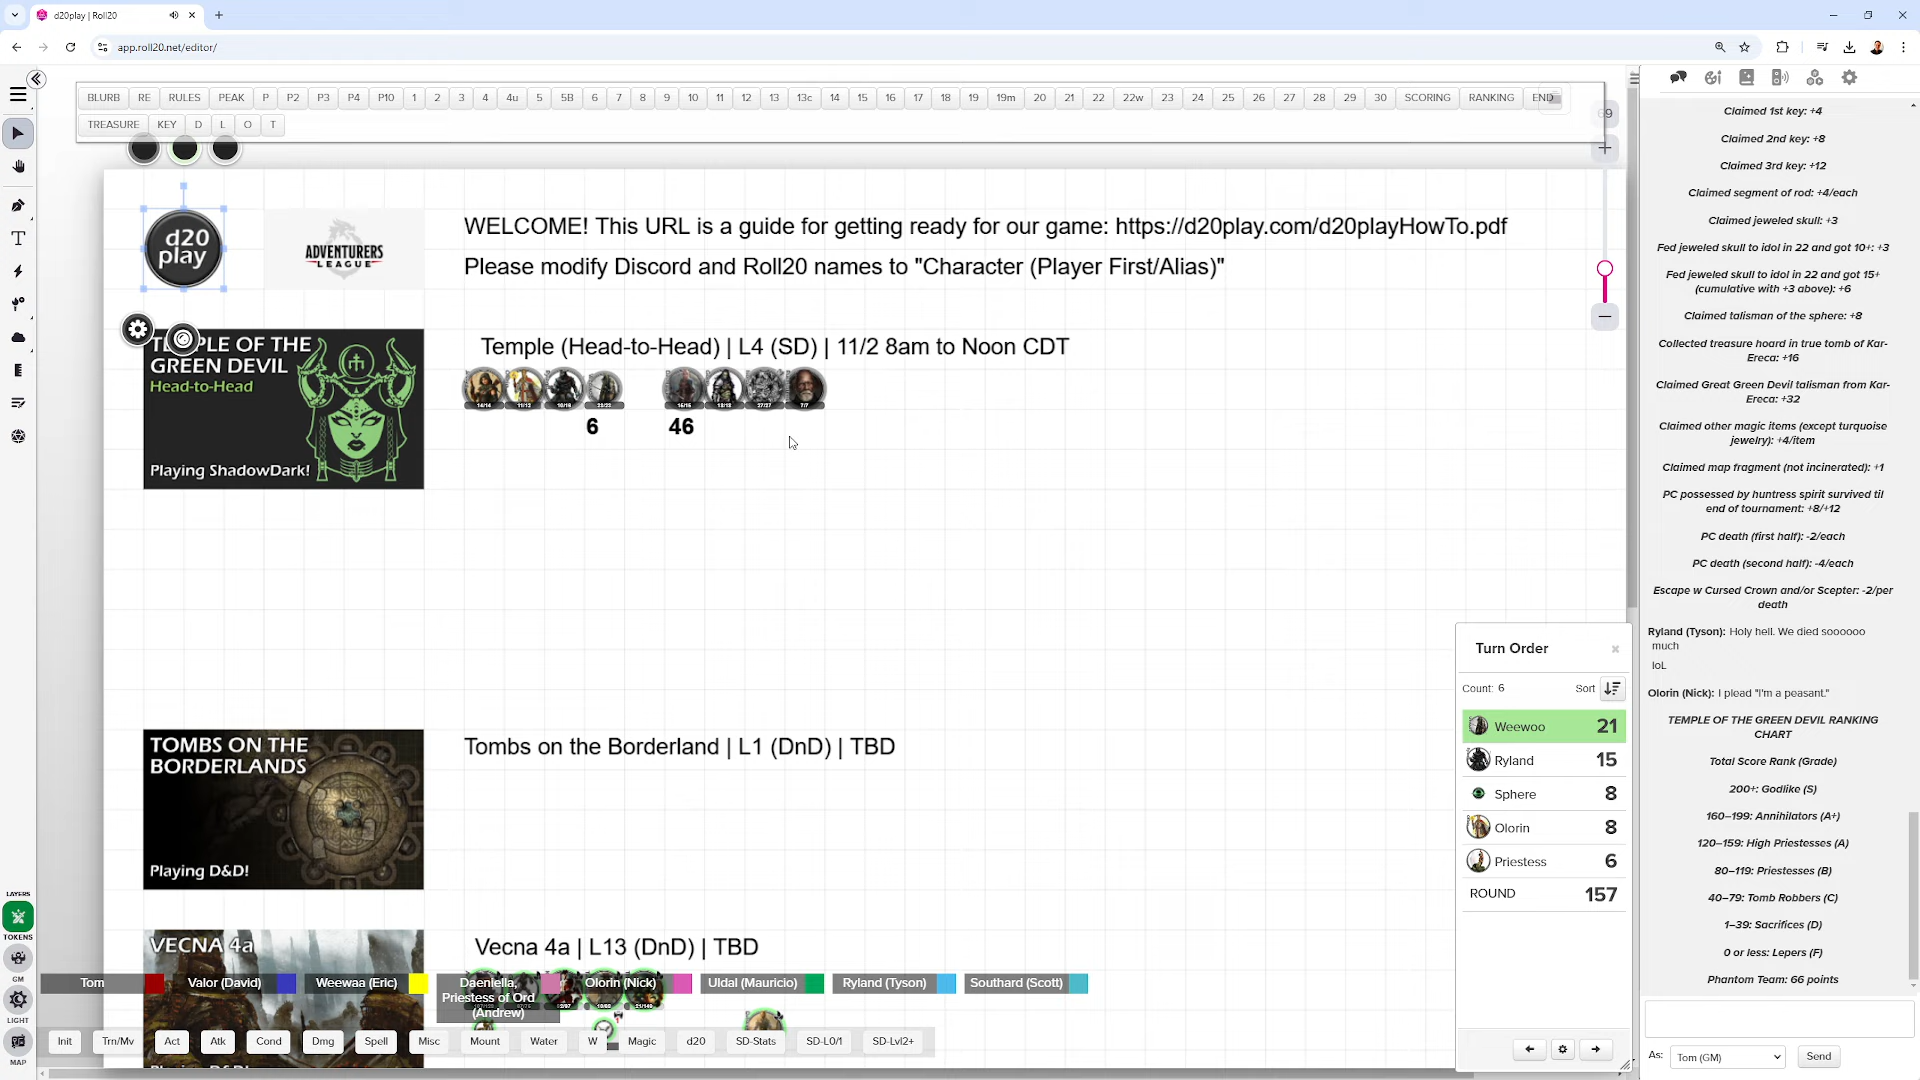 d20play | Roll20
app.roll20.net/editor/
BLURB RE RULES PEAK P P2 P3 P4 P10 1 2 3 4 4u 5 5B 6 7 8 9 10 11 12 13 13c 14 15 16 17 18 19 19m 20 21 22 22w 23 24 25 26 27 28 29 30 SCORING RANKING END
TREASURE KEY D L O T
d20
play
ADVENTURERS
LEAGUE
WELCOME! This URL is a guide for getting ready for our game: https://d20play.com/d20playHowTo.pdf
Please modify Discord and Roll20 names to "Character (Player First/Alias)"
TEMPLE OF THE
GREEN DEVIL
Head-to-Head
Playing ShadowDark!
Temple (Head-to-Head) | L4 (SD) | 11/2 8am to Noon CDT
6 46
TOMBS ON THE
BORDERLANDS
Playing D&D!
Tombs on the Borderland | L1 (DnD) | TBD
VECNA 4a
Vecna 4a | L13 (DnD) | TBD
Tom
Valor (David)
Weewaa (Eric)
Daeniella,
Priestess of Ord
(Andrew)
Olorin (Nick)
Uldal (Mauricio)
Ryland (Tyson)
Southard (Scott)
Init Trn/Mv Act Atk Cond Dmg Spell Misc Mount Water W Magic d20 SD-Stats SD-L0/1 SD-Lvl2+
LAYERS
TOKENS
GM
LIGHT
MAP
Turn Order
Count: 6 Sort
Weewoo 21
Ryland 15
Sphere 8
Olorin 8
Priestess 6
ROUND 157
Claimed 1st key: +4
Claimed 2nd key: +8
Claimed 3rd key: +12
Claimed segment of rod: +4/each
Claimed jeweled skull: +3
Fed jeweled skull to idol in 22 and got 10+: +3
Fed jeweled skull to idol in 22 and got 15+
(cumulative with +3 above): +6
Claimed talisman of the sphere: +8
Collected treasure hoard in true tomb of Kar-
Ereca: +16
Claimed Great Green Devil talisman from Kar-
Ereca: +32
Claimed other magic items (except turquoise
jewelry): +4/item
Claimed map fragment (not incinerated): +1
PC possessed by huntress spirit survived til
end of tournament: +8/+12
PC death (first half): -2/each
PC death (second half): -4/each
Escape w Cursed Crown and/or Scepter: -2/per
death
Ryland (Tyson): Holy hell. We died soooooo
much
loL
Olorin (Nick): I plead "I'm a peasant."
TEMPLE OF THE GREEN DEVIL RANKING
CHART
Total Score Rank (Grade)
200+: Godlike (S)
160–199: Annihilators (A+)
120–159: High Priestesses (A)
80–119: Priestesses (B)
40–79: Tomb Robbers (C)
1–39: Sacrifices (D)
0 or less: Lepers (F)
Phantom Team: 66 points
As: Tom (GM) Send